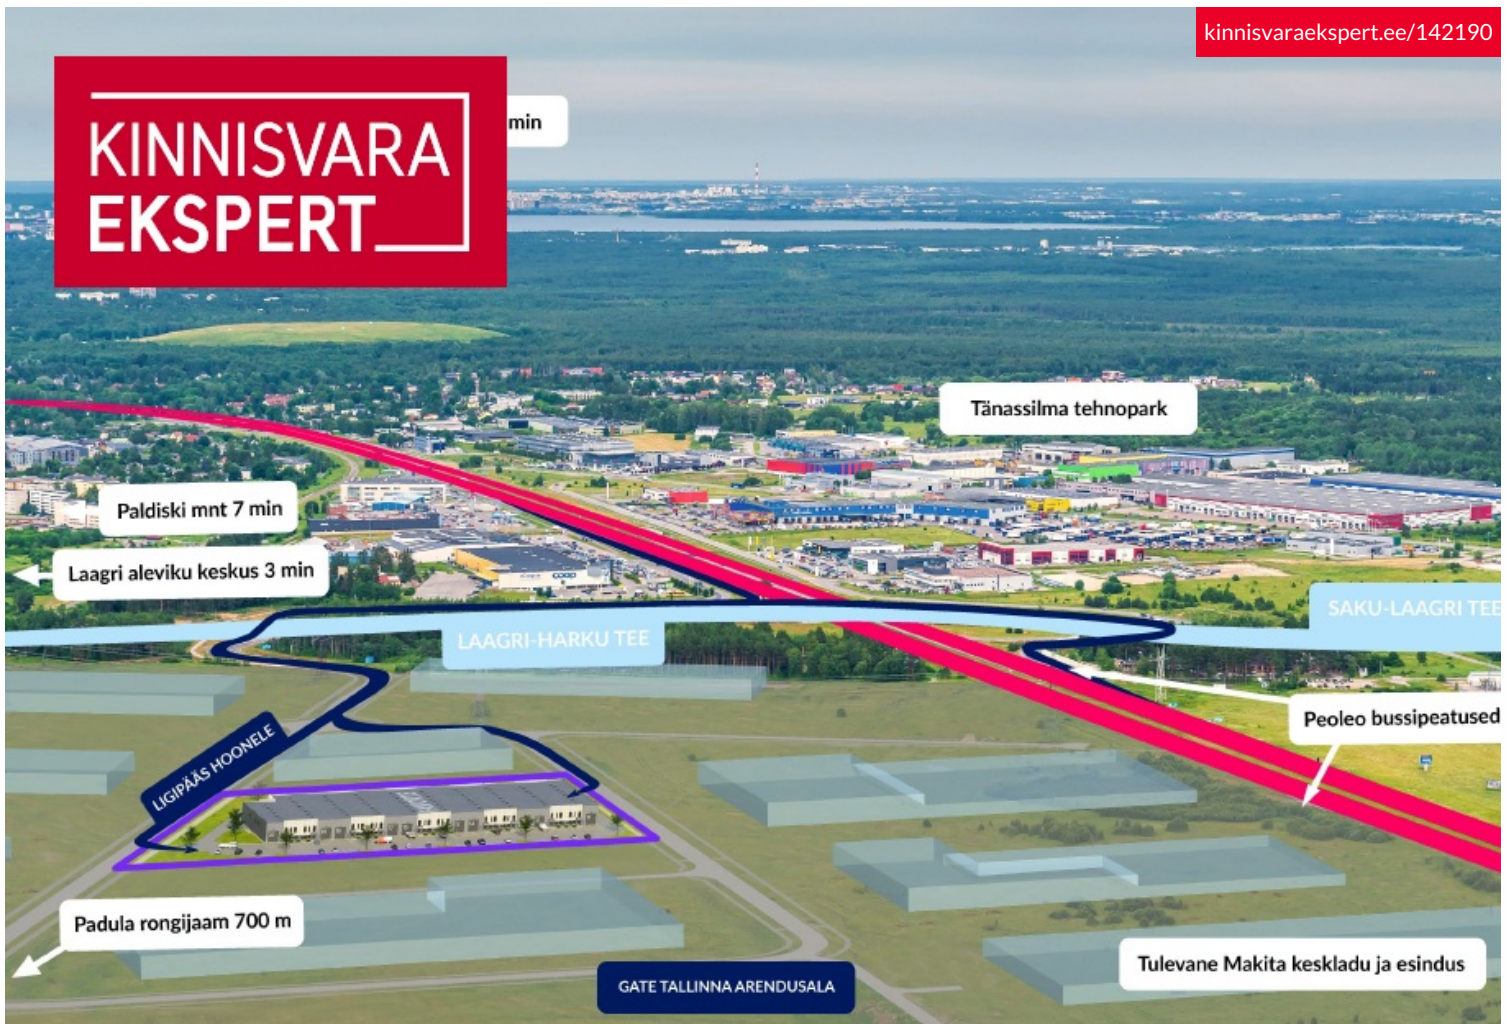 kinnisvaraekspert.ee/142190
KINNISVARA
EKSPERT
min
Tänassilma tehnopark
Paldiski mnt 7 min
Laagri aleviku keskus 3 min
SAKU-LAAGRI TEE
LAAGRI-HARKU TEE
Peoleo bussipeatused
LIGIPÄÄS HOONELE
Padula rongijaam 700 m
Tulevane Makita keskladu ja esindus
GATE TALLINNA ARENDUSALA